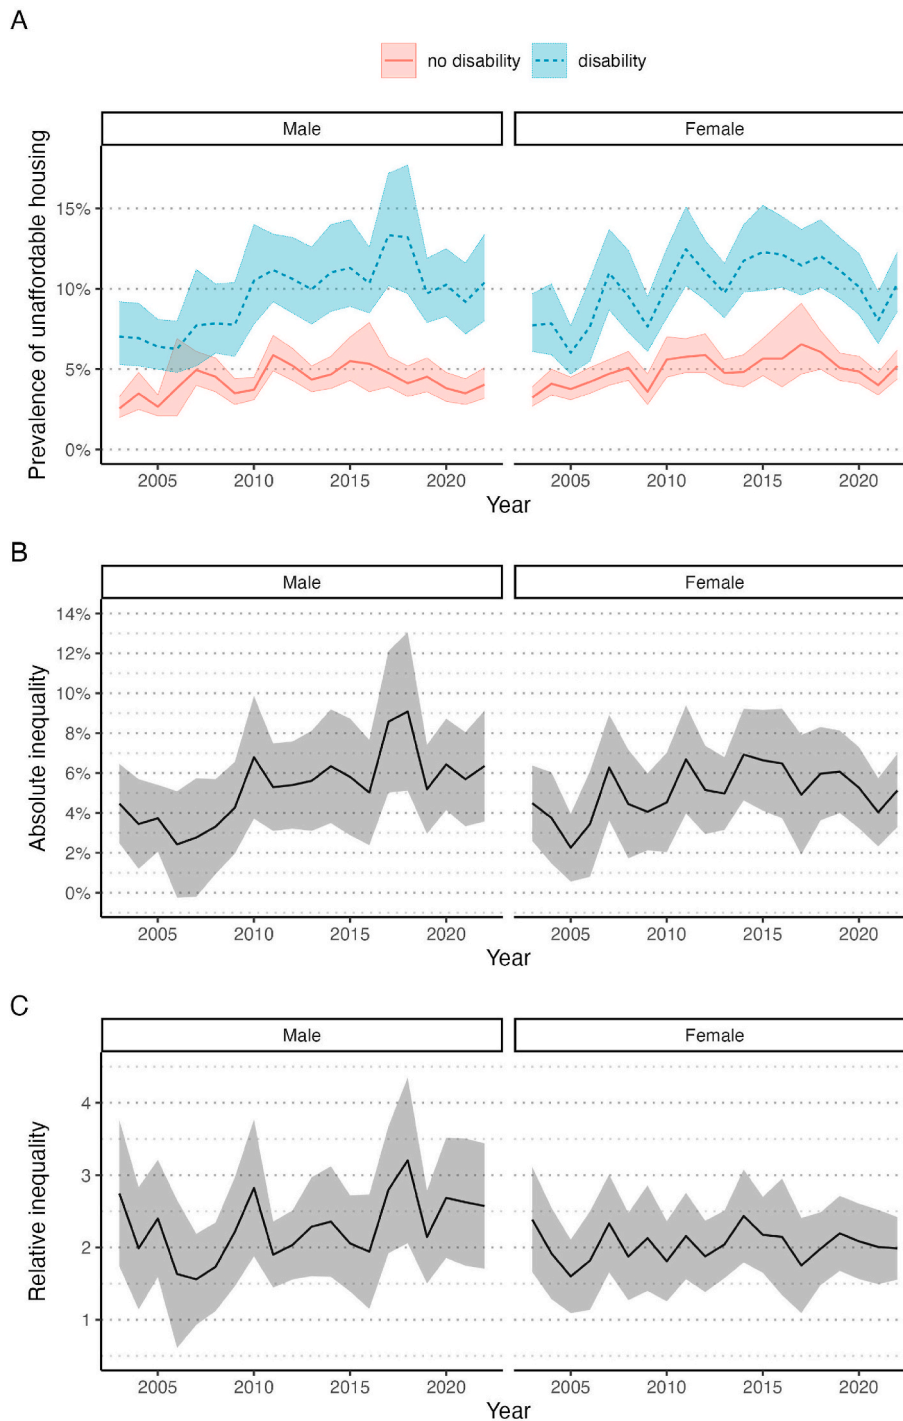 A
no disability disability
Male Female
Prevalence of unaffordable housing
15%
10%
5%
0%
2005 2010 2015 2020 2005 2010 2015 2020
Year
B
Male Female
Absolute inequality
14%
12%
10%
8%
6%
4%
2%
0%
2005 2010 2015 2020 2005 2010 2015 2020
Year
C
Male Female
Relative inequality
4
3
2
1
2005 2010 2015 2020 2005 2010 2015 2020
Year